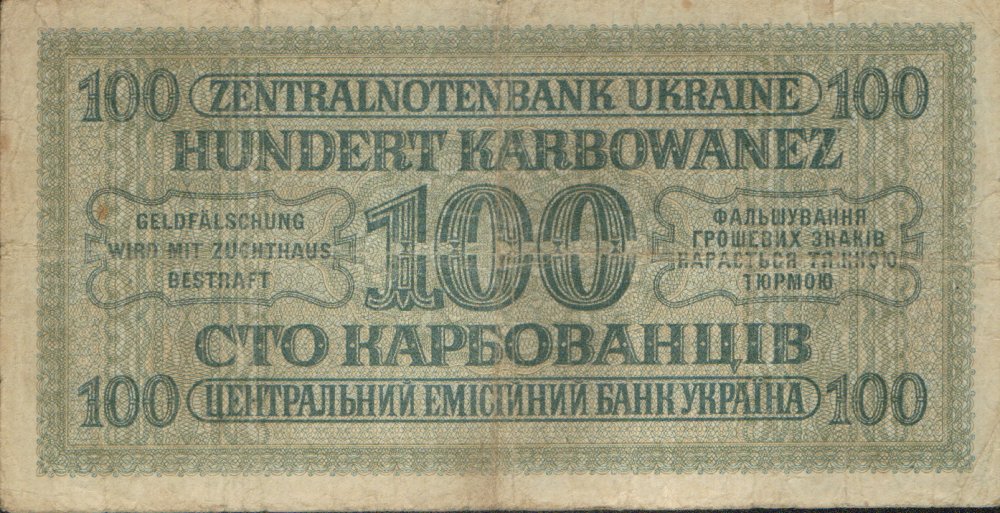 100 ZENTRALNOTENBANK UKRAINE 100
HUNDERT KARBOWANEZ
GELDFÄLSCHUNG
WIRD MIT ZUCHTHAUS
BESTRAFT
100
ФАЛЬШУВАННЯ
ГРОШЕВИХ ЗНАКІВ
КАРАЄТЬСЯ ТЯЖКОЮ
ТЮРМОЮ
СТО КАРБОВАНЦІВ
100 ЦЕНТРАЛЬНИЙ ЕМІСІЙНИЙ БАНК УКРАЇНА 100